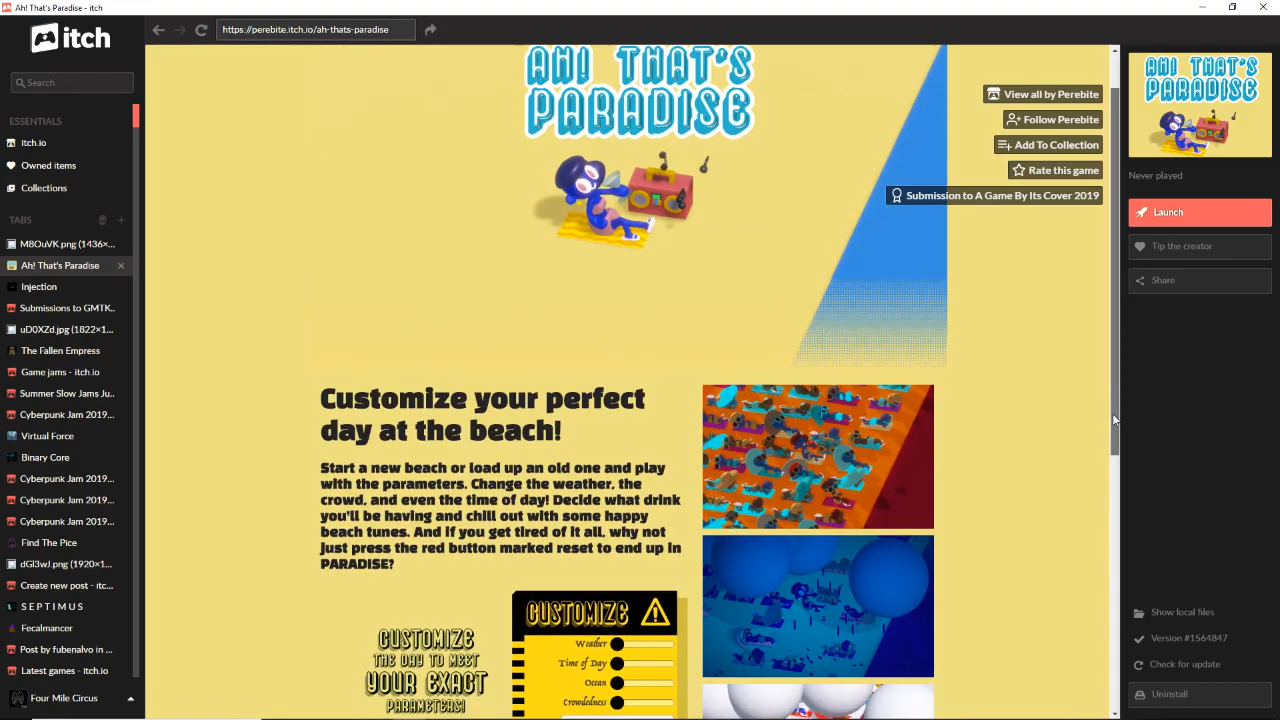 Ah! That's Paradise - itch
itch
https://perebite.itch.io/ah-thats-paradise
Search
ESSENTIALS
itch.io
Owned items
Collections
TABS
M8OuVK.png (1436×...
Ah! That's Paradise
Injection
Submissions to GMTK..
uD0XZd.jpg (1822×1...
The Fallen Empress
Game jams - itch.io
Summer Slow Jams Ju..
Cyberpunk Jam 2019...
Virtual Force
Binary Core
Cyberpunk Jam 2019...
Cyberpunk Jam 2019...
Cyberpunk Jam 2019...
Find The Pice
dGl3wJ.png (1920×1...
Create new post - itc...
S E P T I M U S
Fecalmancer
Post by fubenalvo in ...
Latest games - itch.io
Four Mile Circus
AH! THAT'S
PARADISE
View all by Perebite
Follow Perebite
Add To Collection
Rate this game
Submission to A Game By Its Cover 2019
Customize your perfect
day at the beach!
Start a new beach or load up an old one and play
with the parameters. Change the weather, the
crowd, and even the time of day! Decide what drink
you'll be having and chill out with some happy
beach tunes. And if you get tired of it all, why not
just press the red button marked reset to end up in
PARADISE?
CUSTOMIZE
THE DAY TO MEET
YOUR EXACT
PARAMETERS!
CUSTOMIZE
Weather
Time of Day
Ocean
Crowdedness
AH! THAT'S
PARADISE
Never played
Launch
Tip the creator
Share
Show local files
Version #1564847
Check for update
Uninstall